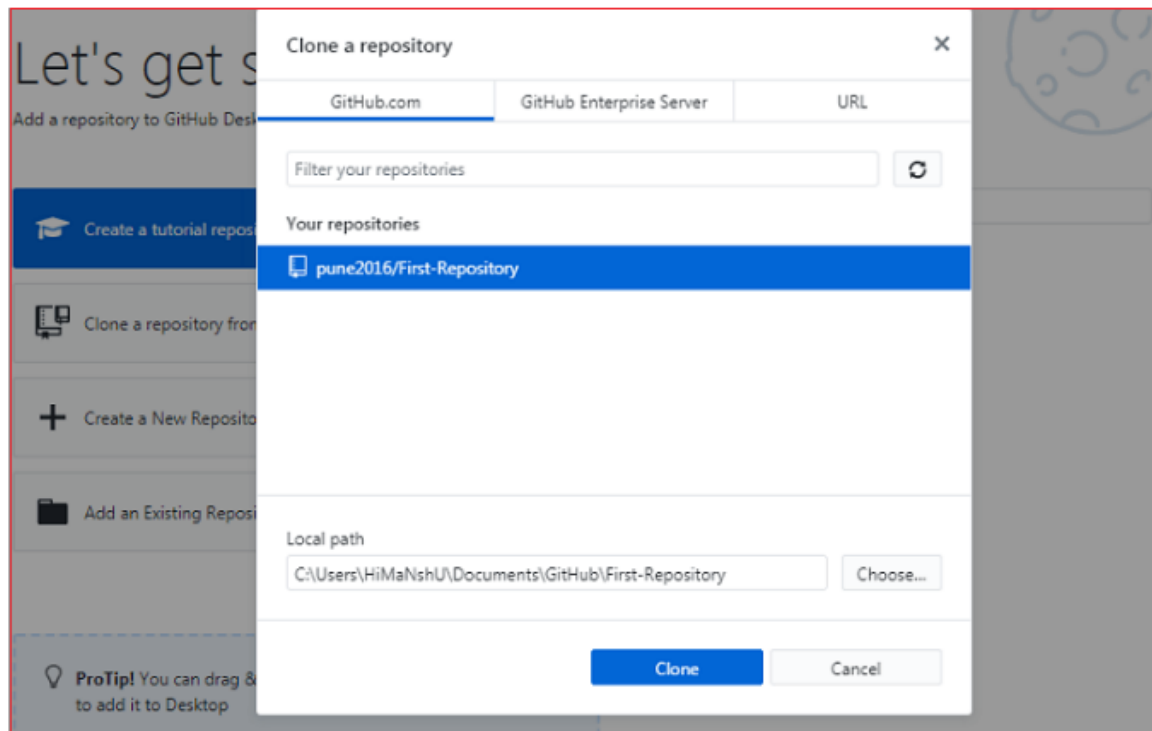 Let's get s
Add a repository to GitHub Desk
Create a tutorial reposi
Clone a repository from
Create a New Reposito
Add an Existing Reposi
ProTip! You can drag &
to add it to Desktop
Clone a repository
GitHub.com
GitHub Enterprise Server
URL
Filter your repositories
Your repositories
pune2016/First-Repository
Local path
C:\Users\HiMaNshU\Documents\GitHub\First-Repository
Choose...
Clone
Cancel